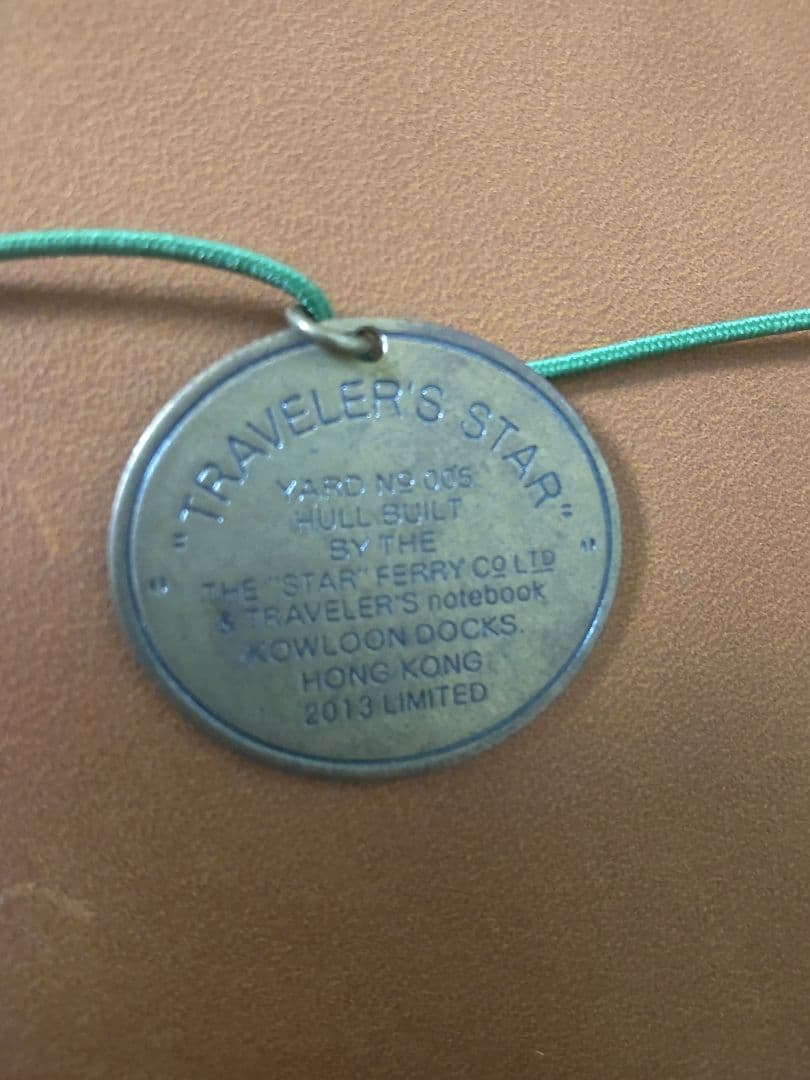 "TRAVELER'S STAR"
YARD Nº 005
HULL BUILT
BY THE
" THE "STAR" FERRY Cº LTD "
& TRAVELER'S notebook
KOWLOON DOCKS.
HONG KONG
2013 LIMITED